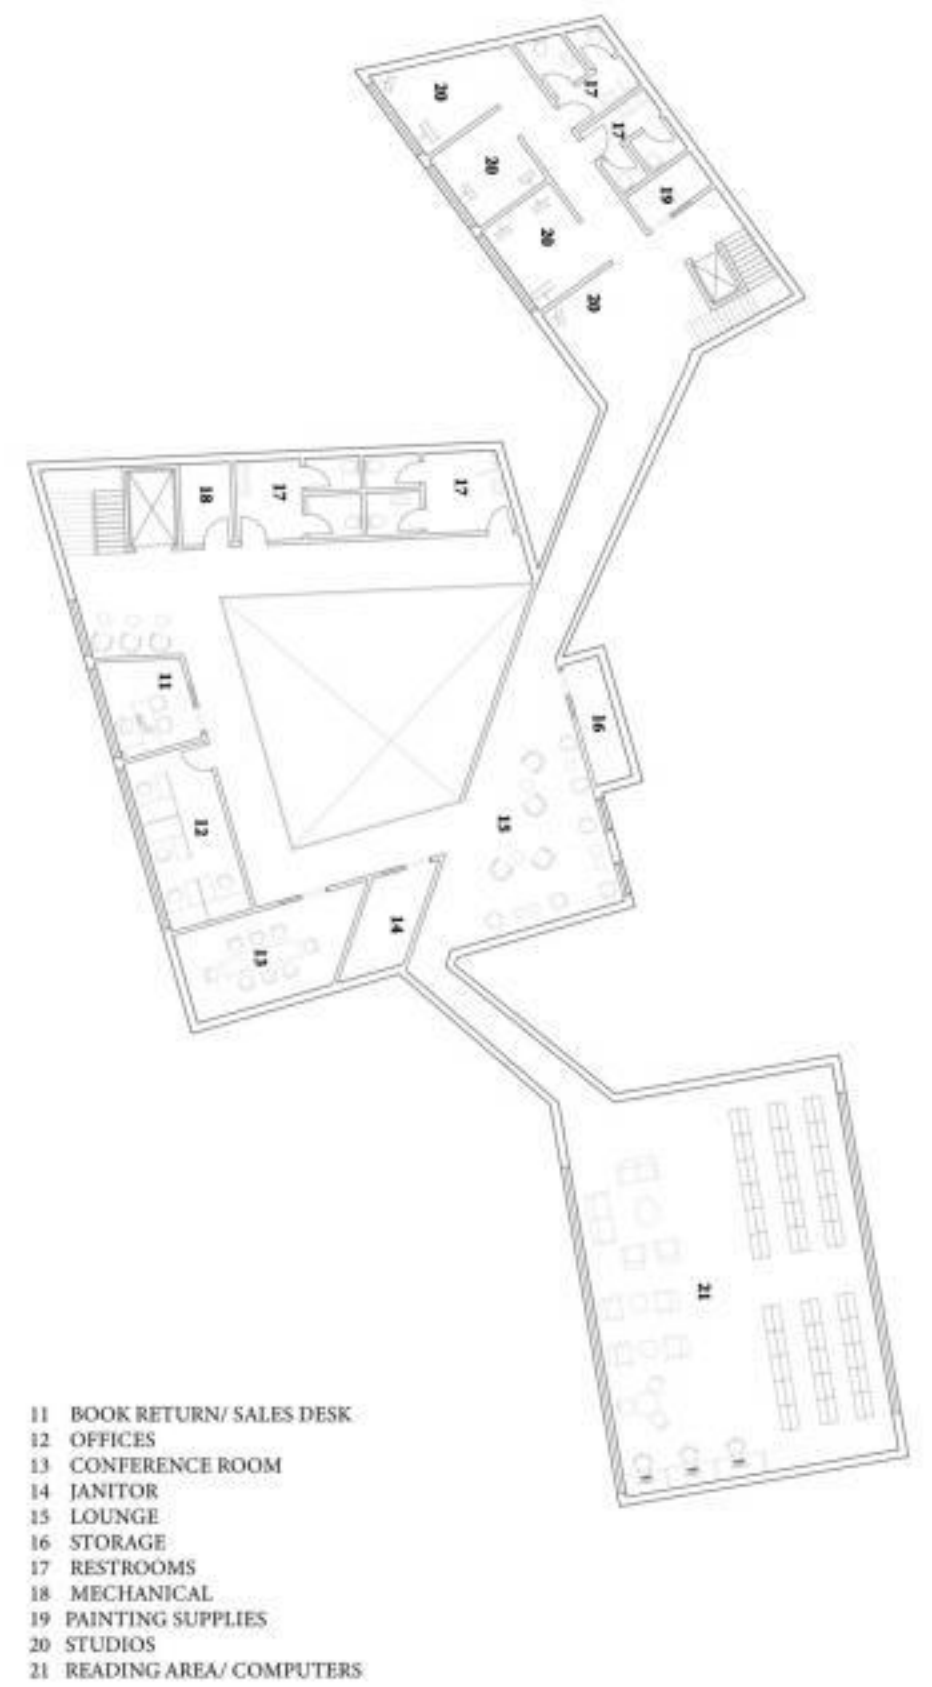 20
17
17
20
19
20
20
18
17
17
11
16
12
15
14
13
21
11 BOOK RETURN/ SALES DESK
12 OFFICES
13 CONFERENCE ROOM
14 JANITOR
15 LOUNGE
16 STORAGE
17 RESTROOMS
18 MECHANICAL
19 PAINTING SUPPLIES
20 STUDIOS
21 READING AREA/ COMPUTERS